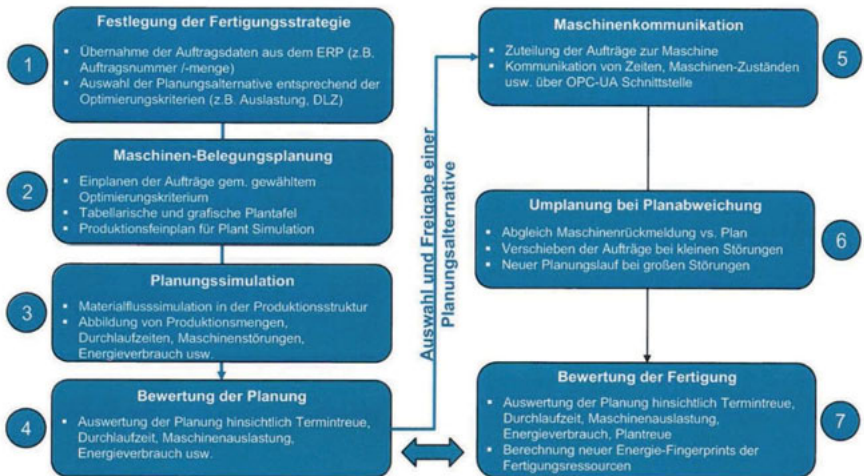 Festlegung der Fertigungsstrategie
1
▪ Übernahme der Auftragsdaten aus dem ERP (z.B.
Auftragsnummer /-menge)
▪ Auswahl der Planungsalternative entsprechend der
Optimierungskriterien (z.B. Auslastung, DLZ)
Maschinen-Belegungsplanung
2
▪ Einplanen der Aufträge gem. gewähltem
Optimierungskriterium
▪ Tabellarische und grafische Plantafel
▪ Produktionsfeinplan für Plant Simulation
Planungssimulation
3
▪ Materialflusssimulation in der Produktionsstruktur
▪ Abbildung von Produktionsmengen,
Durchlaufzeiten, Maschinenstörungen,
Energieverbrauch usw.
Bewertung der Planung
4
▪ Auswertung der Planung hinsichtlich Termintreue,
Durchlaufzeit, Maschinenauslastung,
Energieverbrauch usw.
Auswahl und Freigabe einer
Planungsalternative
Maschinenkommunikation
5
▪ Zuteilung der Aufträge zur Maschine
▪ Kommunikation von Zeiten, Maschinen-Zuständen
usw. über OPC-UA Schnittstelle
Umplanung bei Planabweichung
6
▪ Abgleich Maschinenrückmeldung vs. Plan
▪ Verschieben der Aufträge bei kleinen Störungen
▪ Neuer Planungslauf bei großen Störungen
Bewertung der Fertigung
7
▪ Auswertung der Planung hinsichtlich Termintreue,
Durchlaufzeit, Maschinenauslastung,
Energieverbrauch, Plantreue
▪ Berechnung neuer Energie-Fingerprints der
Fertigungsressourcen